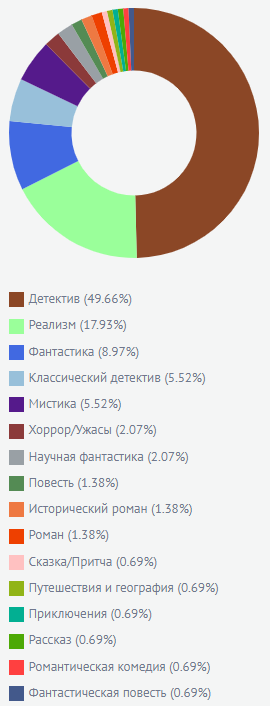 Детектив (49.66%)
Реализм (17.93%)
Фантастика (8.97%)
Классический детектив (5.52%)
Мистика (5.52%)
Хоррор/Ужасы (2.07%)
Научная фантастика (2.07%)
Повесть (1.38%)
Исторический роман (1.38%)
Роман (1.38%)
Сказка/Притча (0.69%)
Путешествия и география (0.69%)
Приключения (0.69%)
Рассказ (0.69%)
Романтическая комедия (0.69%)
Фантастическая повесть (0.69%)